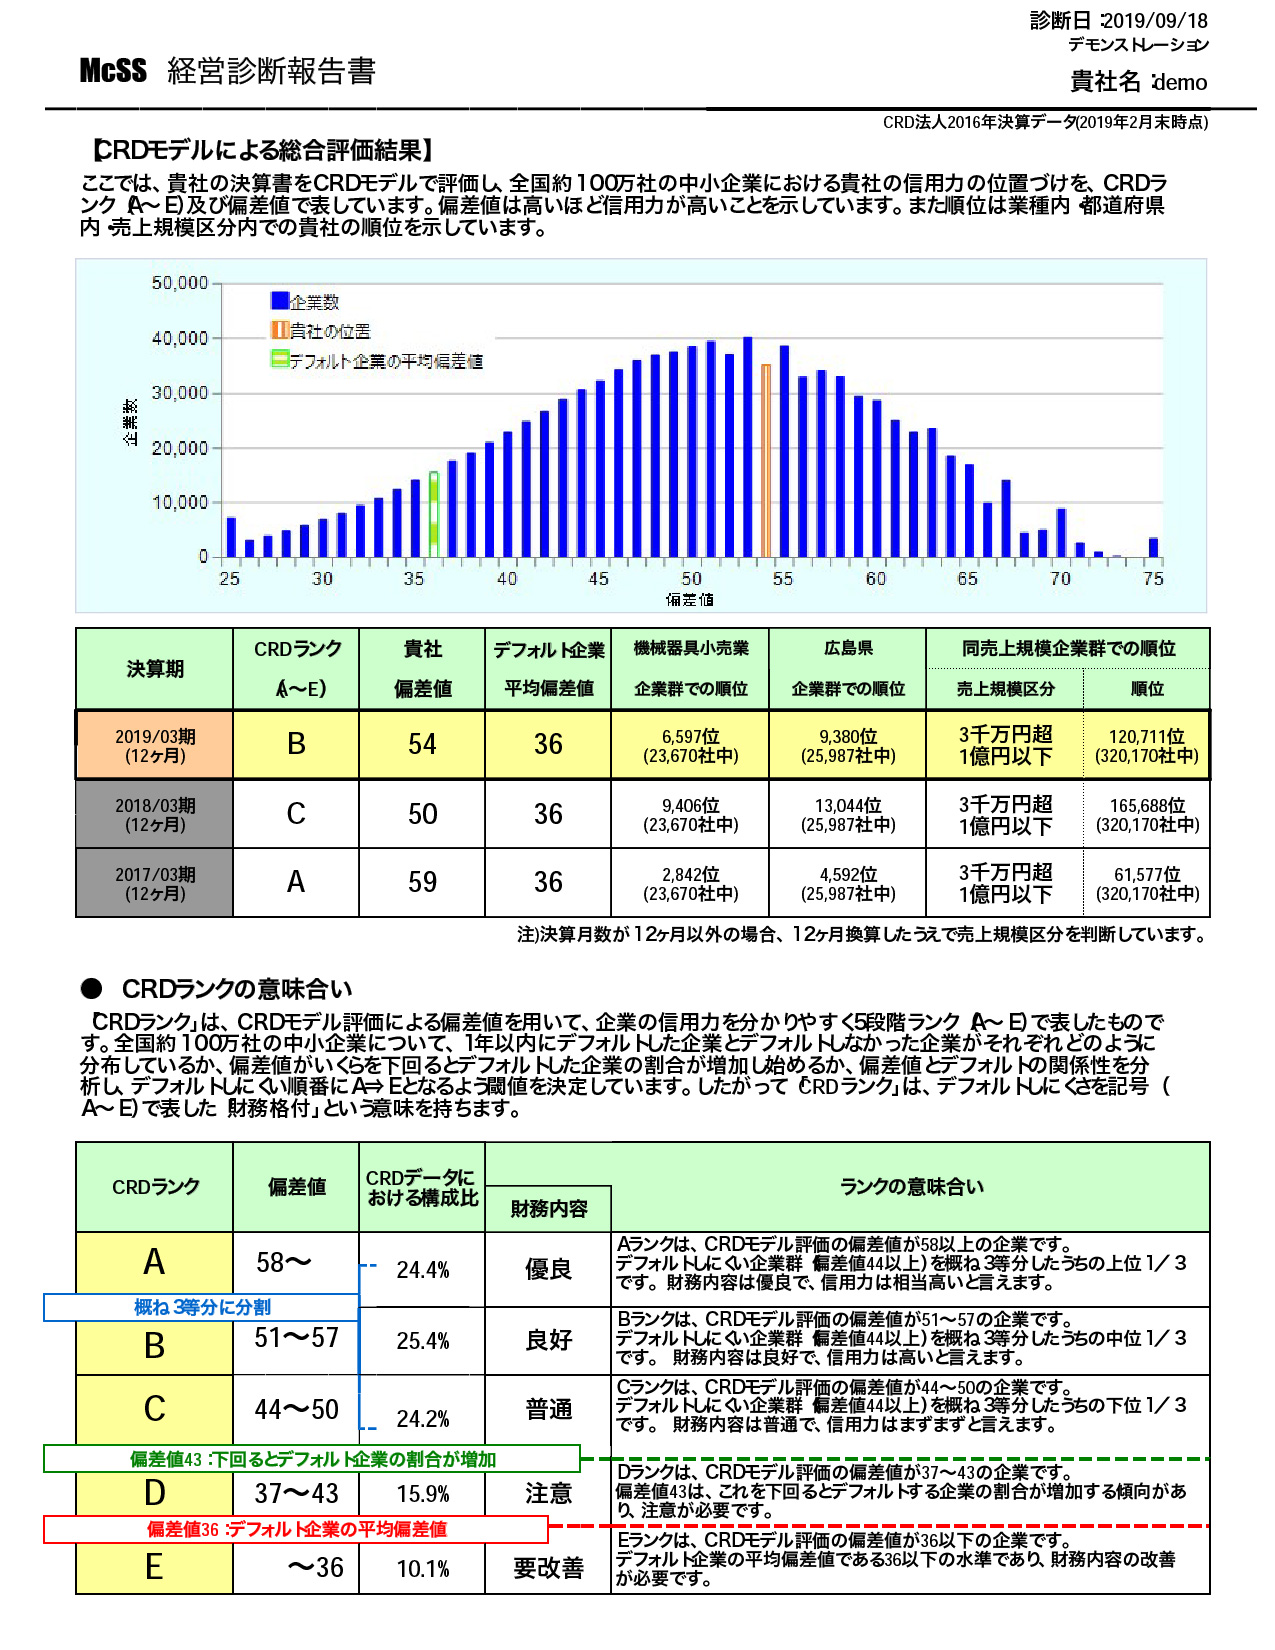 診断日：2019/09/18
デモンストレーション
McSS 経営診断報告書
貴社名：demo
CRD法人2016年決算データ(2019年2月末時点)
【CRDモデルによる総合評価結果】
ここでは、貴社の決算書をCRDモデルで評価し、全国約100万社の中小企業における貴社の信用力の位置づけを、CRDラ
ンク（A～E）及び偏差値で表しています。偏差値は高いほど信用力が高いことを示しています。また順位は業種内・都道府県
内・売上規模区分内での貴社の順位を示しています。
50,000
40,000
30,000
20,000
10,000
0
企業数
企業数
貴社の位置
デフォルト企業の平均偏差値
25 30 35 40 45 50 55 60 65 70 75
偏差値
決算期 CRDランク（A～E） 貴社偏差値 デフォルト企業平均偏差値 機械器具小売業企業群での順位 広島県企業群での順位 同売上規模企業群での順位
売上規模区分 順位
2019/03期 B 54 36 6,597位 9,380位 3千万円超 120,711位
(12ヶ月) (23,670社中) (25,987社中) 1億円以下 (320,170社中)
2018/03期 C 50 36 9,406位 13,044位 3千万円超 165,688位
(12ヶ月) (23,670社中) (25,987社中) 1億円以下 (320,170社中)
2017/03期 A 59 36 2,842位 4,592位 3千万円超 61,577位
(12ヶ月) (23,670社中) (25,987社中) 1億円以下 (320,170社中)
注)決算月数が12ヶ月以外の場合、12ヶ月換算したうえで売上規模区分を判断しています。
● CRDランクの意味合い
「CRDランク」は、CRDモデル評価による偏差値を用いて、企業の信用力を分かりやすく5段階ランク（A～E）で表したもので
す。全国約100万社の中小企業について、1年以内にデフォルトした企業とデフォルトしなかった企業がそれぞれどのように
分布しているか、偏差値がいくらを下回るとデフォルトした企業の割合が増加し始めるか、偏差値とデフォルトの関係性を分
析し、デフォルトしにくい順番にA⇒Eとなるよう閾値を決定しています。したがって「CRDランク」は、デフォルトしにくさを記号（
A～E）で表した「財務格付」という意味を持ちます。
CRDランク 偏差値 CRDデータにおける構成比 ランクの意味合い
財務内容
A 58～ 24.4% 優良
Aランクは、CRDモデル評価の偏差値が58以上の企業です。
デフォルトしにくい企業群（偏差値44以上）を概ね3等分したうちの上位1／3
です。財務内容は優良で、信用力は相当高いと言えます。
概ね3等分に分割
B 51～57 25.4% 良好
Bランクは、CRDモデル評価の偏差値が51～57の企業です。
デフォルトしにくい企業群（偏差値44以上）を概ね3等分したうちの中位1／3
です。 財務内容は良好で、信用力は高いと言えます。
C 44～50 24.2% 普通
Cランクは、CRDモデル評価の偏差値が44～50の企業です。
デフォルトしにくい企業群（偏差値44以上）を概ね3等分したうちの下位1／3
です。 財務内容は普通で、信用力はまずまずと言えます。
偏差値43：下回るとデフォルト企業の割合が増加
D 37～43 15.9% 注意
Dランクは、CRDモデル評価の偏差値が37～43の企業です。
偏差値43は、これを下回るとデフォルトする企業の割合が増加する傾向があ
り、注意が必要です。
偏差値36：デフォルト企業の平均偏差値
E ～36 10.1% 要改善
Eランクは、CRDモデル評価の偏差値が36以下の企業です。
デフォルト企業の平均偏差値である36以下の水準であり、財務内容の改善
が必要です。